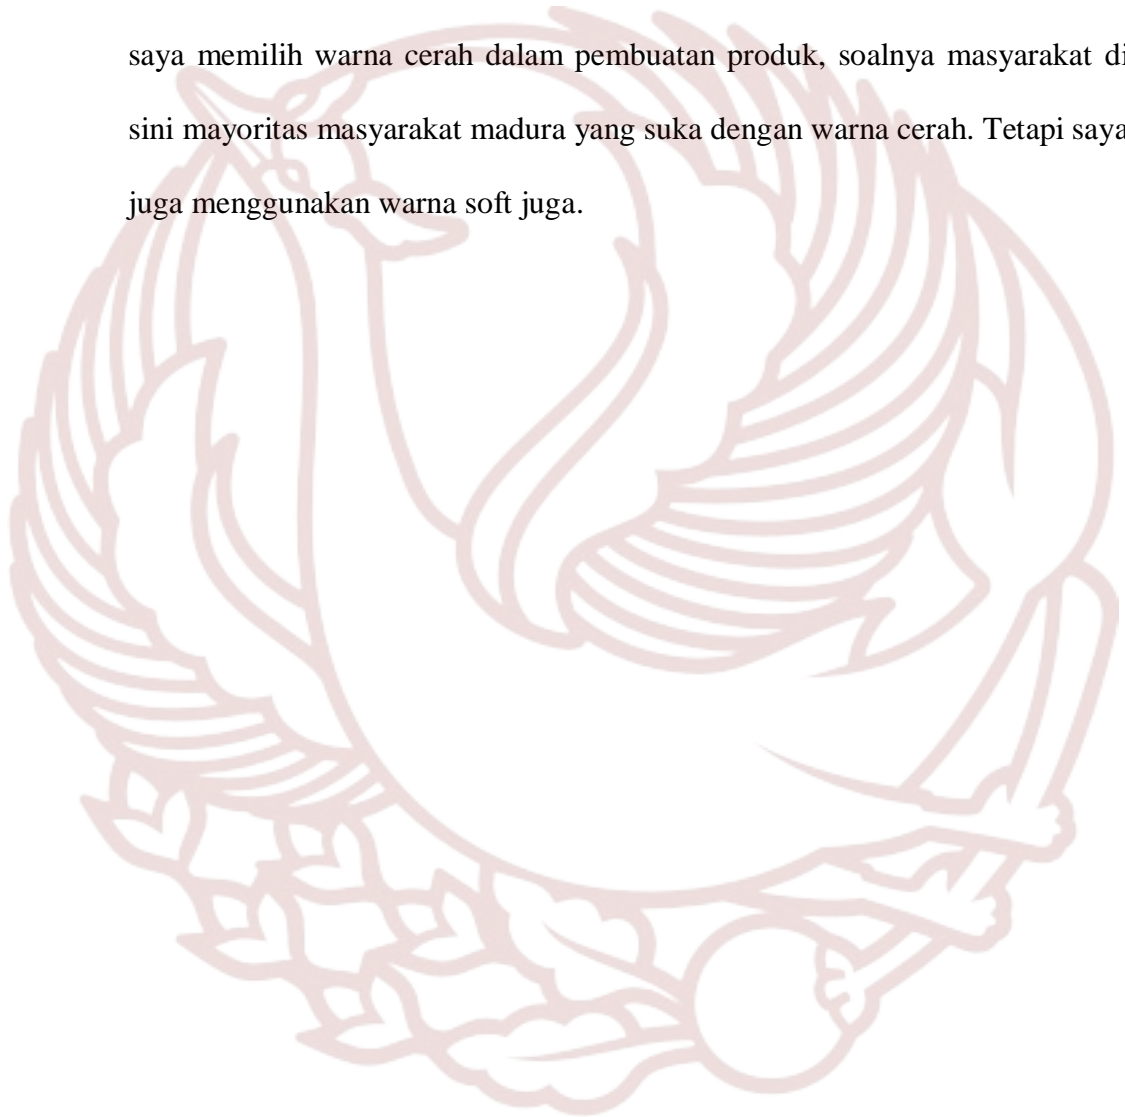 saya memilih warna cerah dalam pembuatan produk, soalnya masyarakat di
sini mayoritas masyarakat madura yang suka dengan warna cerah. Tetapi saya
juga menggunakan warna soft juga.